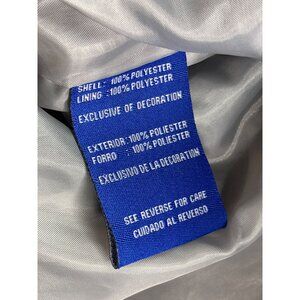 SHELL: 100% POLYESTER
LINING: 100% POLYESTER
EXCLUSIVE OF DECORATION
EXTERIOR: 100% POLIESTER
FORRO : 100% POLIESTER
EXCLUSIVO DE LA DECORATION
SEE REVERSE FOR CARE
CUIDADO AL REVERSO